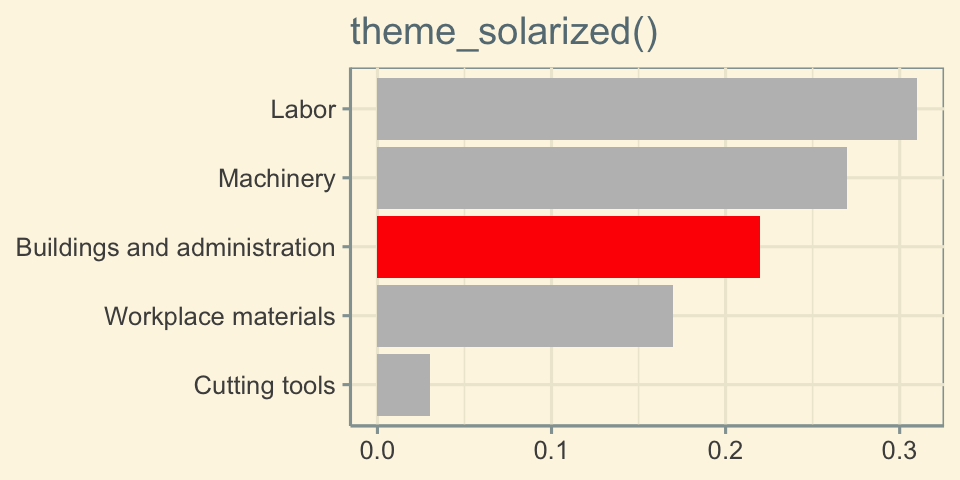 theme_solarized()
Labor
Machinery
Buildings and administration
Workplace materials
Cutting tools
0.0 0.1 0.2 0.3